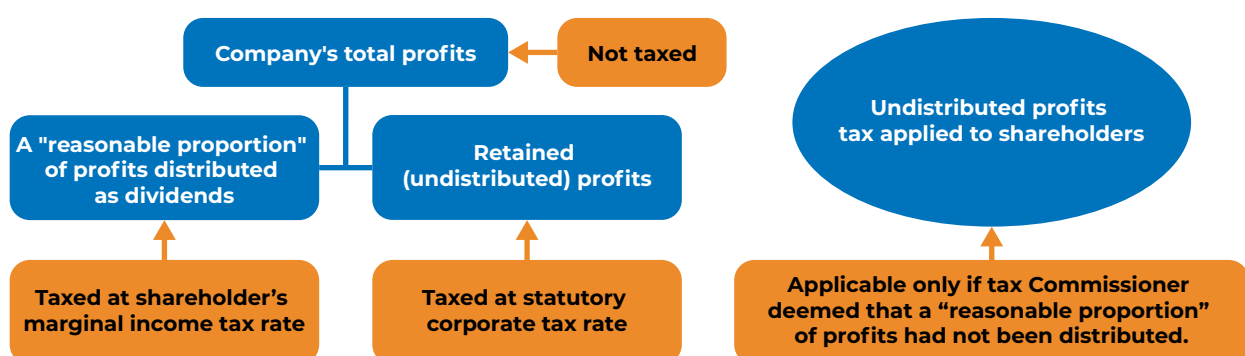 Company's total profits
Not taxed
A "reasonable proportion"
of profits distributed
as dividends
Retained
(undistributed) profits
Undistributed profits
tax applied to shareholders
Taxed at shareholder’s
marginal income tax rate
Taxed at statutory
corporate tax rate
Applicable only if tax Commissioner
deemed that a “reasonable proportion”
of profits had not been distributed.